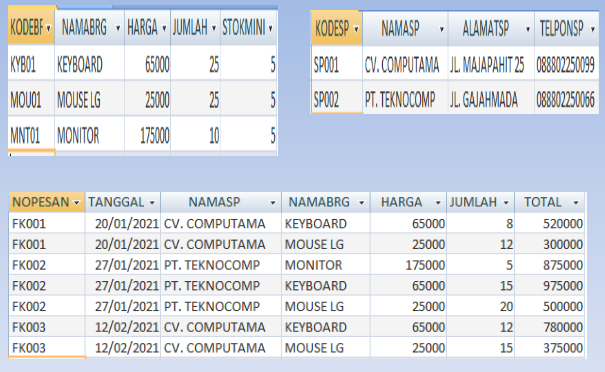 KODEBF NAMABRG HARGA JUMLAH STOKMINI
KYB01 KEYBOARD 65000 25 5
MOU01 MOUSE LG 25000 25 5
MNT01 MONITOR 175000 10 5
KODESP NAMASP ALAMATSP TELPONSP
SP001 CV. COMPUTAMA JL. MAJAPAHIT 25 088802250099
SP002 PT. TEKNOCOMP JL. GAJAHMADA 088802250066
NOPESAN TANGGAL NAMASP NAMABRG HARGA JUMLAH TOTAL
FK001 20/01/2021 CV. COMPUTAMA KEYBOARD 65000 8 520000
FK001 20/01/2021 CV. COMPUTAMA MOUSE LG 25000 12 300000
FK002 27/01/2021 PT. TEKNOCOMP MONITOR 175000 5 875000
FK002 27/01/2021 PT. TEKNOCOMP KEYBOARD 65000 15 975000
FK002 27/01/2021 PT. TEKNOCOMP MOUSE LG 25000 20 500000
FK003 12/02/2021 CV. COMPUTAMA KEYBOARD 65000 12 780000
FK003 12/02/2021 CV. COMPUTAMA MOUSE LG 25000 15 375000